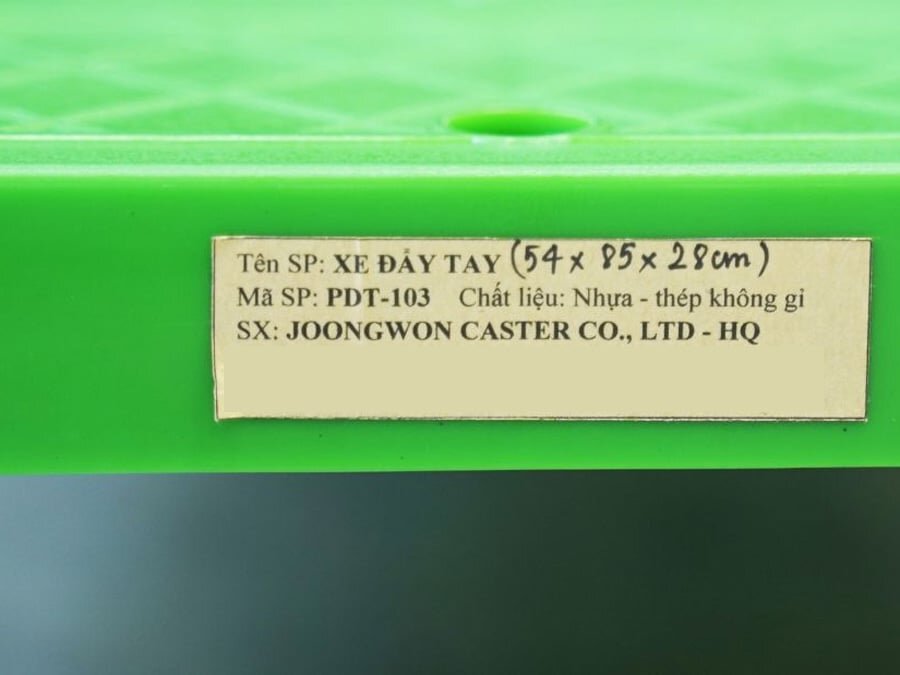 Tên SP: XE ĐẨY TAY (54 x 85 x 28cm)
Mã SP: PDT-103 Chất liệu: Nhựa - thép không gỉ
SX: JOONGWON CASTER CO., LTD - HQ